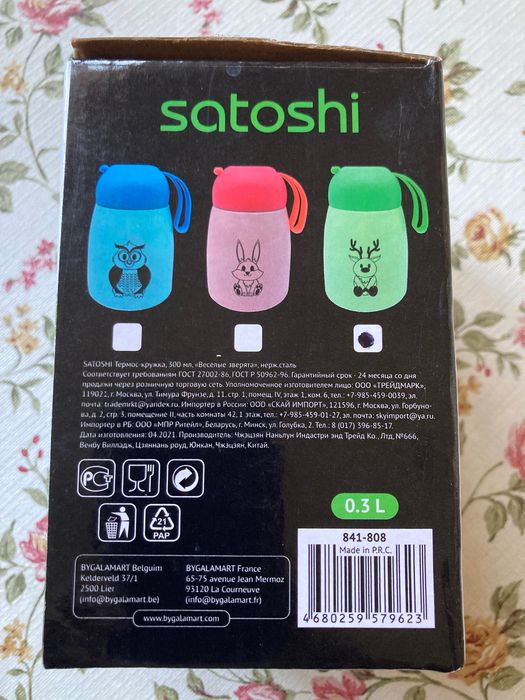 satoshi
SATOSHI Термос-кружка, 300 мл, «Веселые зверята», нерж.сталь
Соответствует требованиям ГОСТ 27002-86, ГОСТ Р 50962-96. Гарантийный срок - 24 месяца со дня
продажи через розничную торговую сеть. Уполномоченное изготовителем лицо: ООО «ТРЕЙДМАРК»,
119021, г. Москва, ул. Тимура Фрунзе, д. 11, стр. 1, помещ. IV, этаж 1, ком. 6, тел.: +7-985-459-0039, эл.
почта: trademrkt@yandex.ru. Импортер в России: ООО «СКАЙ ИМПОРТ», 121596, г. Москва, ул. Горбуно-
ва, д. 2, стр. 3, помещение II, часть комнаты 42, 1 этаж, тел.: +7-985-459-01-27, эл. почта: skyimport@ya.ru.
Импортер в РБ: ООО «МПР Ритейл», Беларусь, г. Минск, ул. Голубка, 2. Тел.: 8 (017) 396-85-17.
Дата изготовления: 04.2021. Производитель: Чжэцзян Наньлун Индастри энд Трейд Ко., Лтд, №666,
Венбу Вилладж, Цзяннань роуд, Юнкан, Чжэцзян, Китай.
0.3 L
21
PAP
841-808
Made in P.R.C.
4 680259 579623
BYGALAMART Belguim
Kelderveld 37/1
2500 Lier
(info@bygalamart.be)
BYGALAMART France
65-75 avenue Jean Mermoz
93120 La Courneuve
(info@bygalamart.fr)
www.bygalamart.com